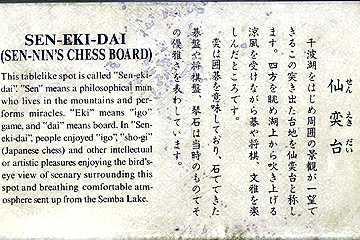 SEN-EKI-DAI
(SEN-NIN'S CHESS BOARD)
This tablelike spot is called "Sen-eki-
dai". "Sen" means a philosophical man
who lives in the mountains and per-
forms miracles. "Eki" means "igo"
game, and "dai" means board. In "Sen-
eki-dai", people enjoyed "igo", "sho-gi"
(Japanese chess) and other intellectual
or artistic pleasures enjoying the bird's-
eye view of scenary surrounding this
spot and breathing comfortable atm-
osphere sent up from the Semba Lake.
せん えき だい
仙奕台
千波湖をはじめ周囲の景観が一望で
きるこの突き出た台地を仙奕台と称し
ます。四方を眺め湖上から吹き上げる
涼風を受けながら碁や将棋、文雅を楽
しんだところです。
奕は囲碁を意味しており、石でできた
碁盤や将棋盤、琴石は当時のものでそ
の優雅さを表わしています。